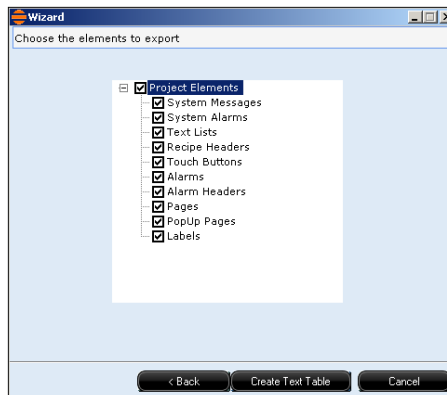 Wizard
Choose the elements to export
Project Elements
System Messages
System Alarms
Text Lists
Recipe Headers
Touch Buttons
Alarms
Alarm Headers
Pages
PopUp Pages
Labels
< Back Create Text Table Cancel